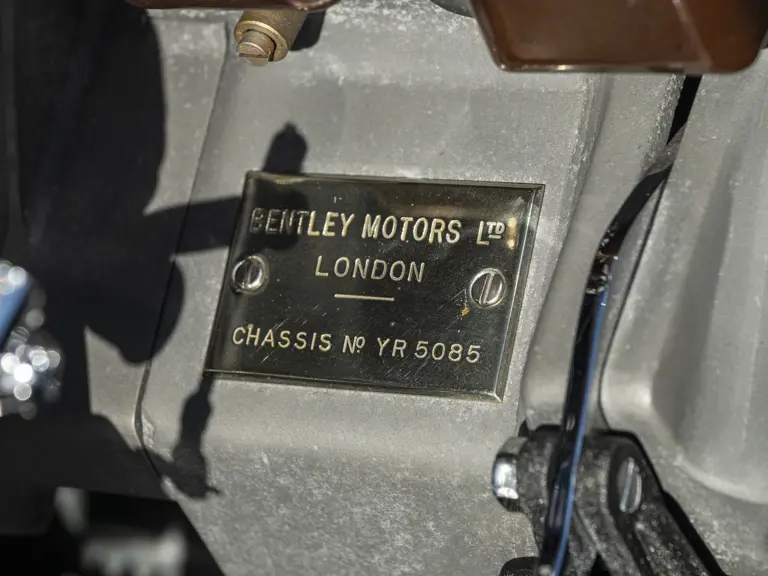 BENTLEY MOTORS LTD
LONDON
CHASSIS Nº YR 5085